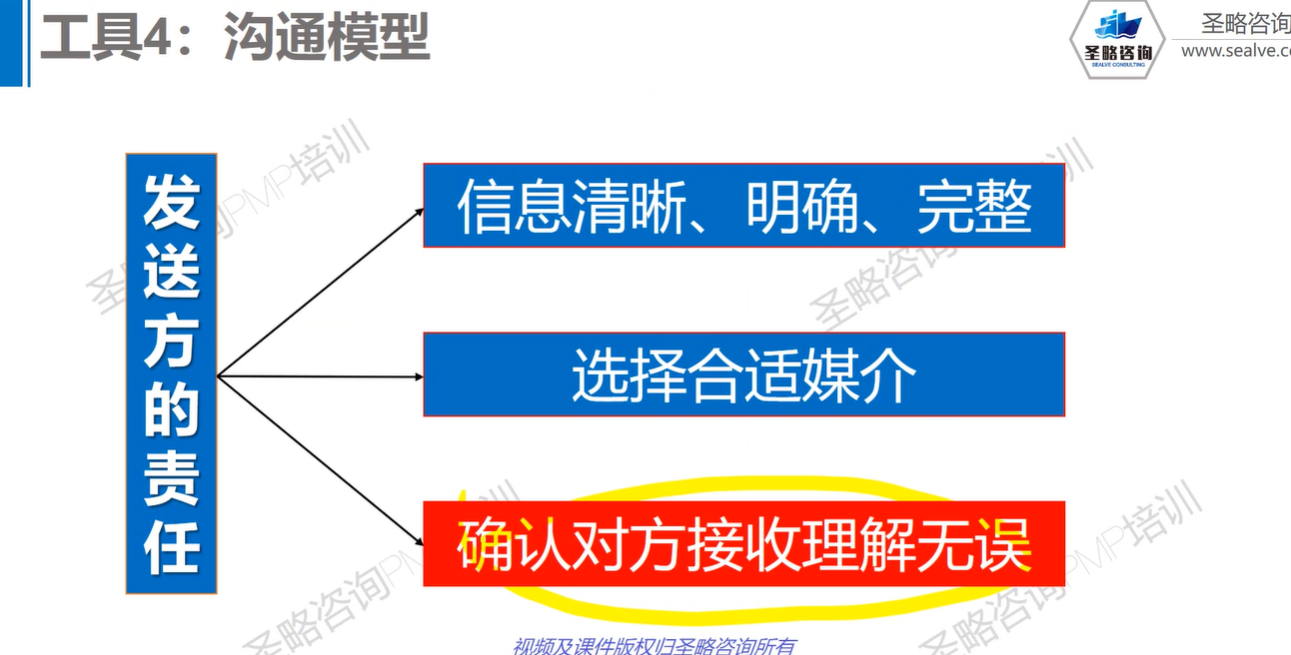 工具4：沟通模型
圣略咨询
SEALVE CONSULTING
圣略咨询
www.sealve.co
发送方的责任
信息清晰、明确、完整
选择合适媒介
确认对方接收理解无误
圣略咨询PMP培训
圣略咨询PMP培训
圣略咨询PMP培训
圣略咨询PMP培训
视频及课件版权归圣略咨询所有